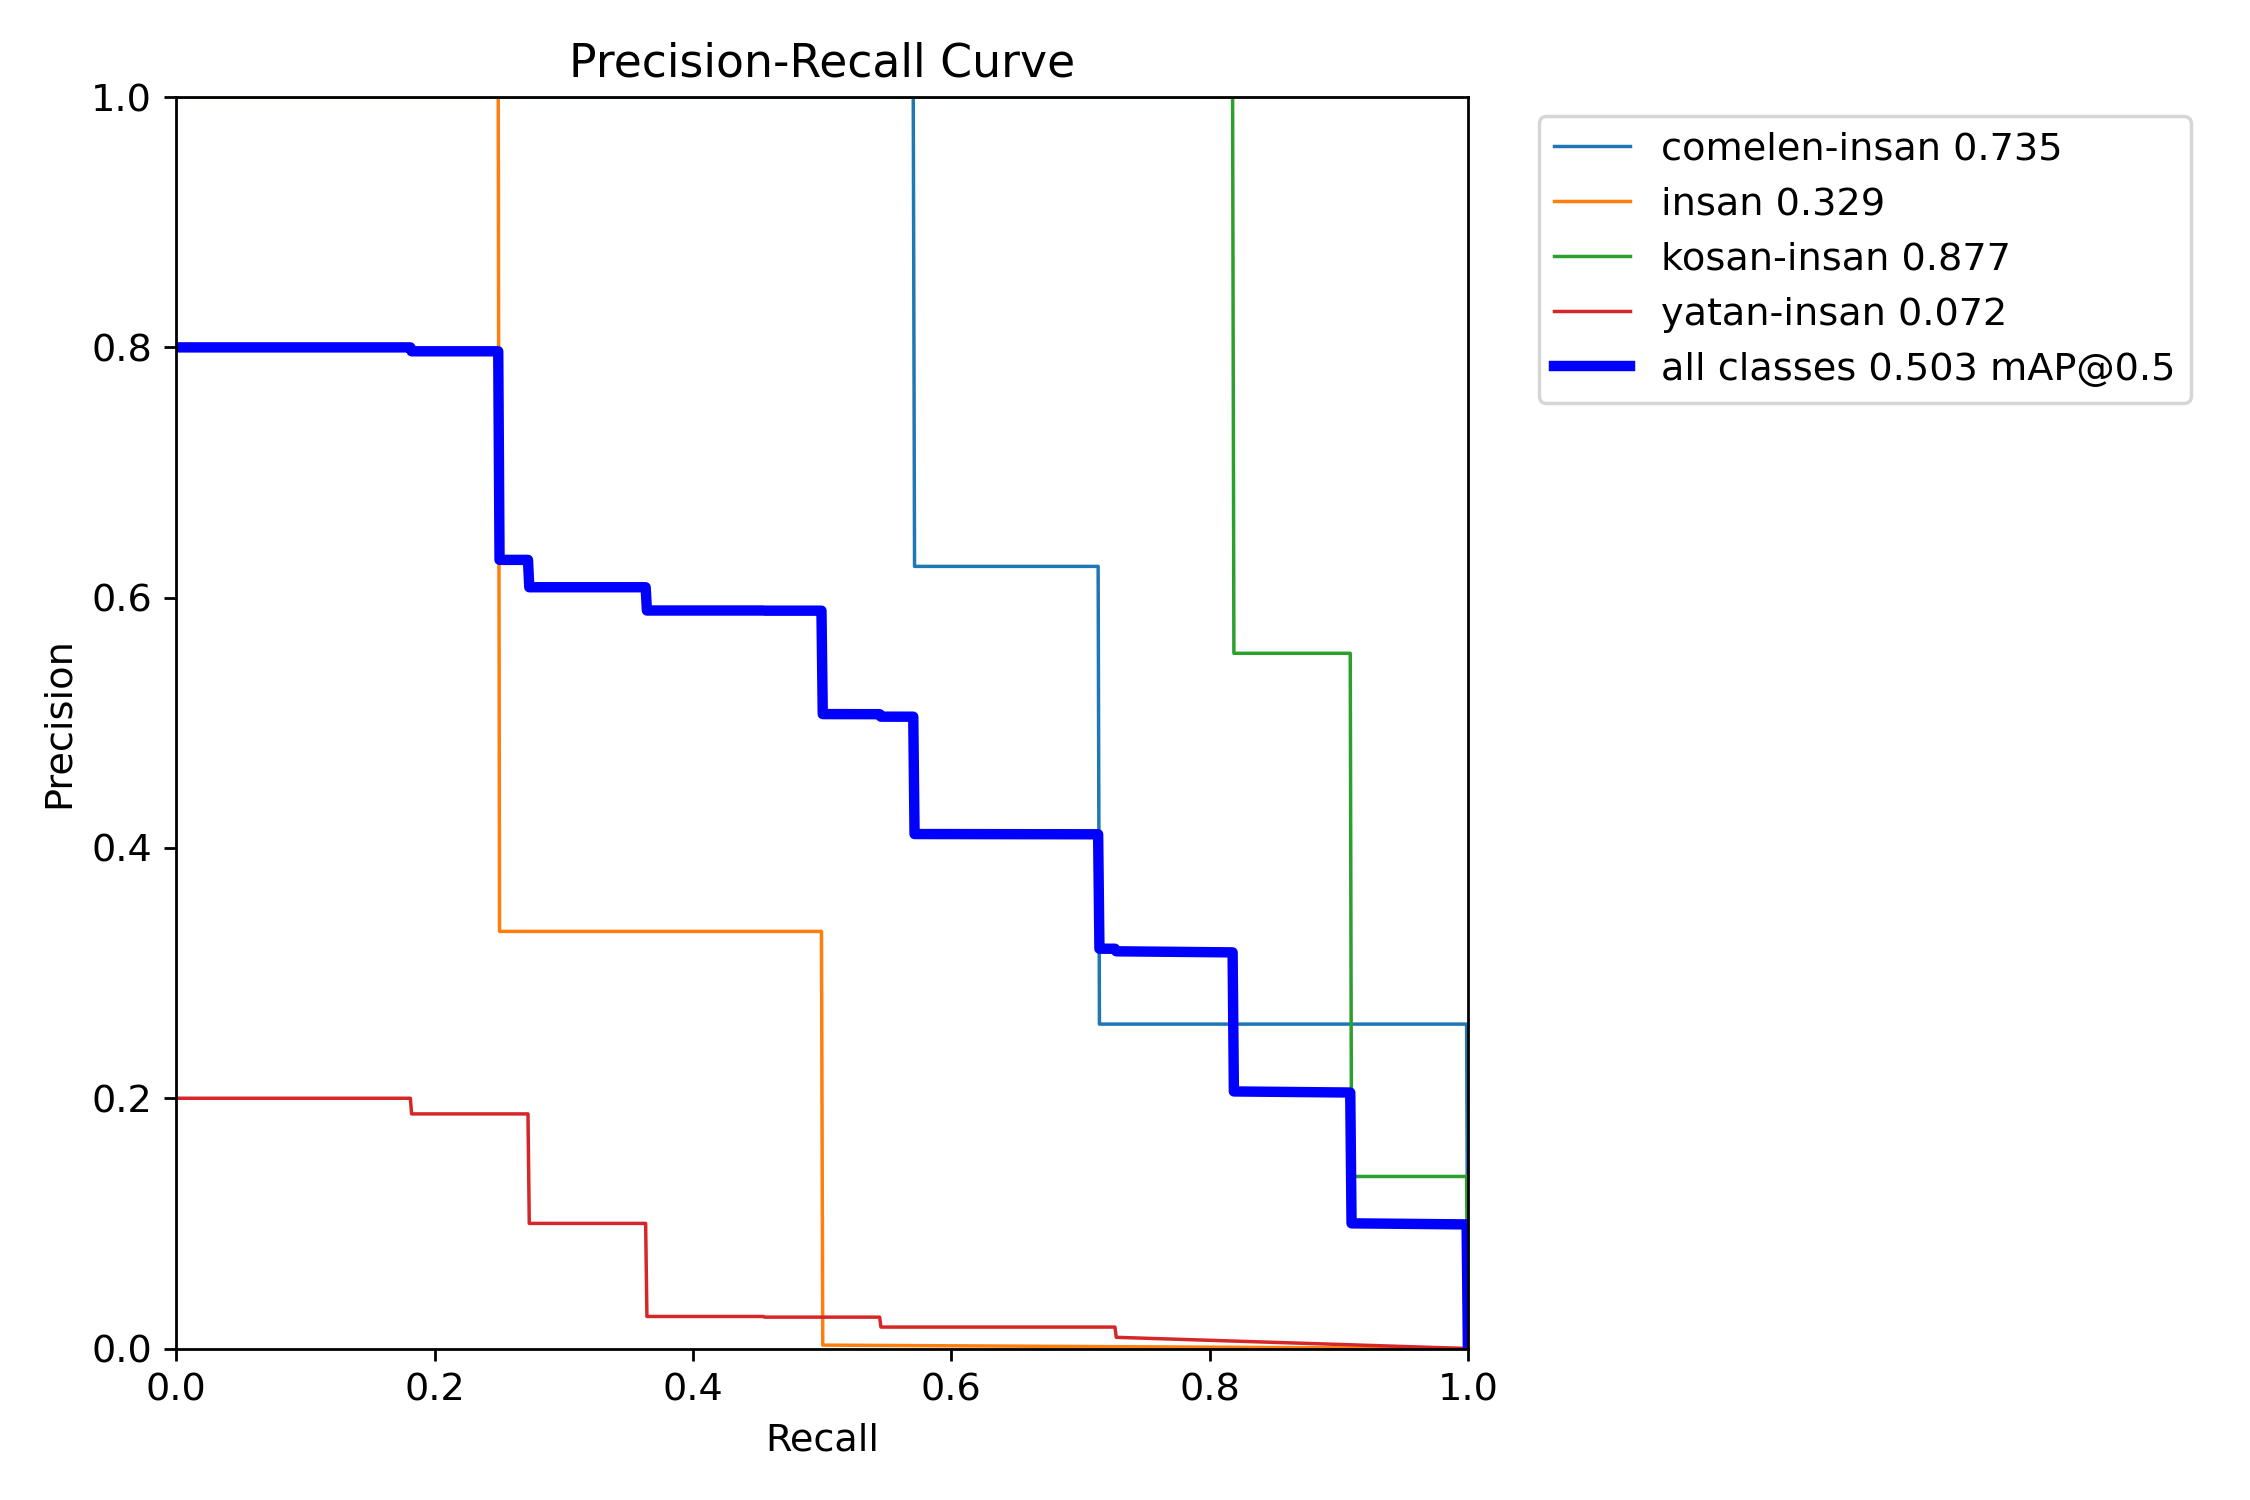 Precision-Recall Curve
1.0
0.8
0.6
0.4
0.2
0.0
Precision
0.0 0.2 0.4 0.6 0.8 1.0
Recall
comelen-insan 0.735
insan 0.329
kosan-insan 0.877
yatan-insan 0.072
all classes 0.503 mAP@0.5